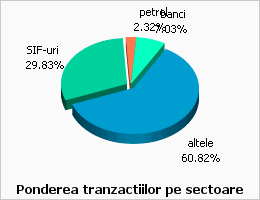 petrol
2.32%
banci
7.03%
SIF-uri
29.83%
altele
60.82%
Ponderea tranzactiilor pe sectoare